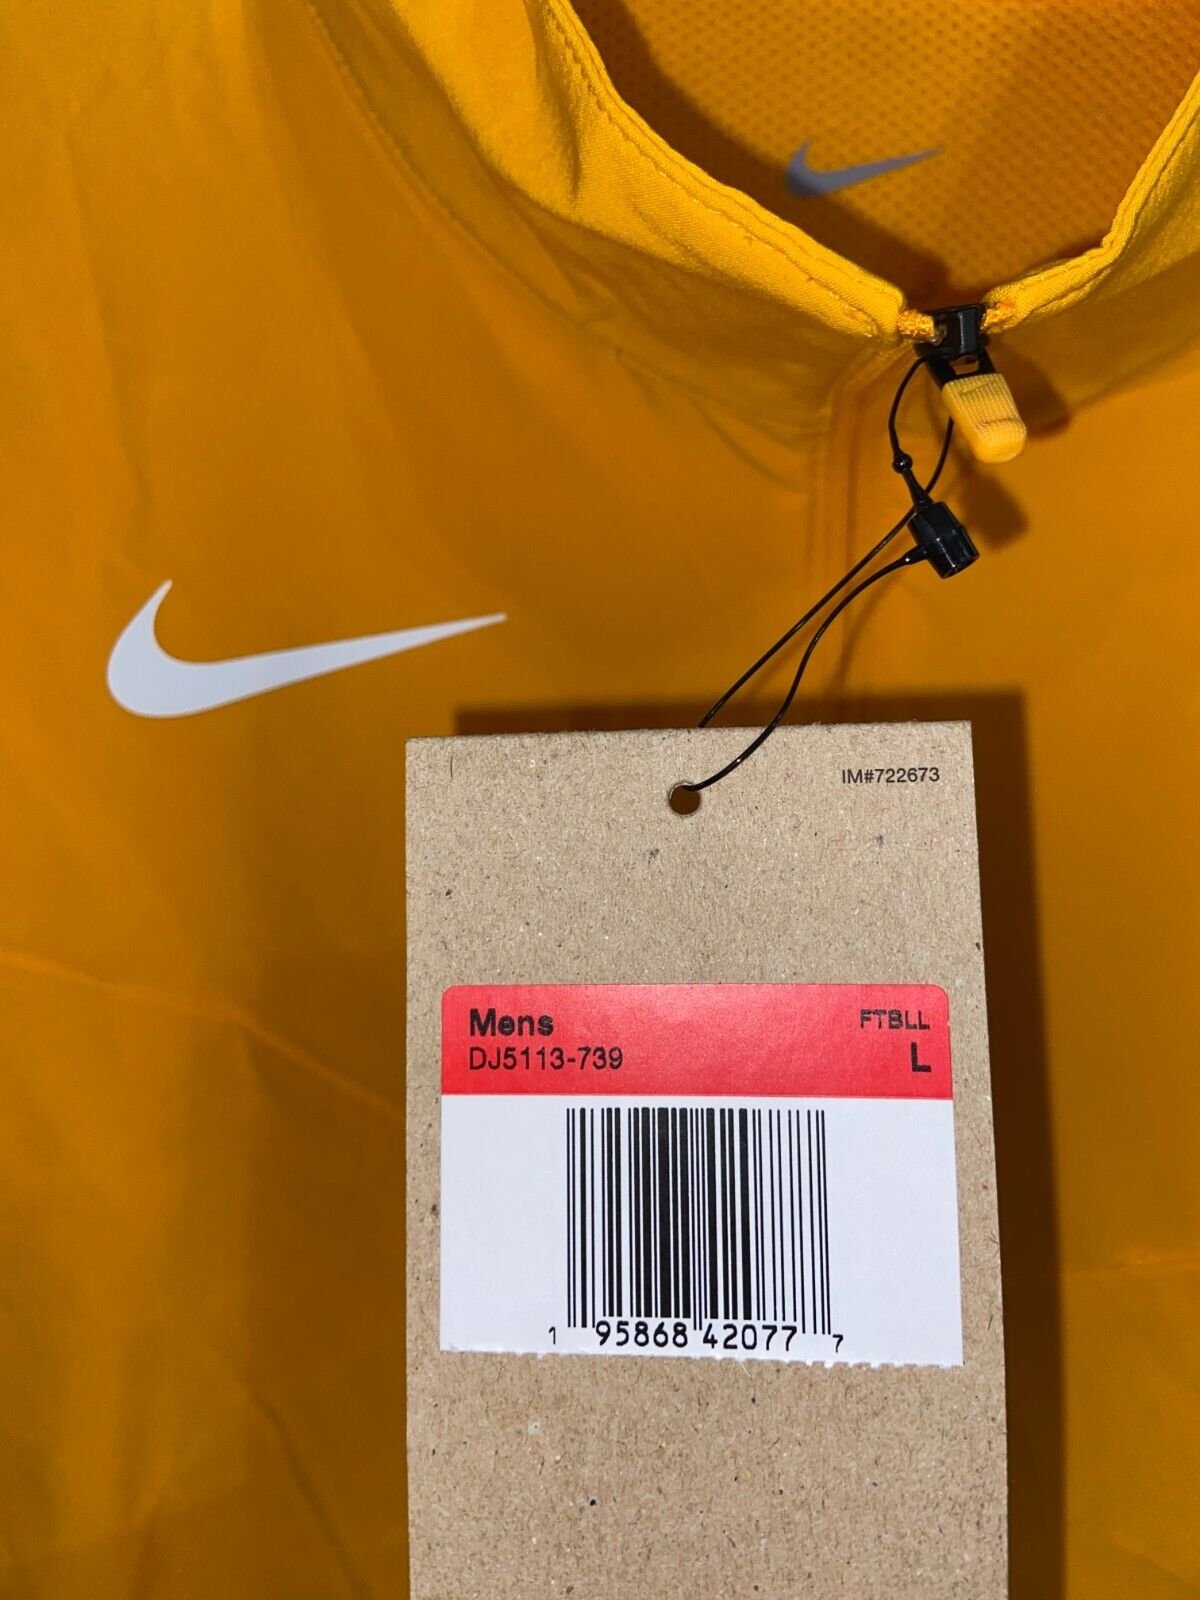 IM#722673
Mens FTBLL
DJ5113-739 L
1 95868 42077 7